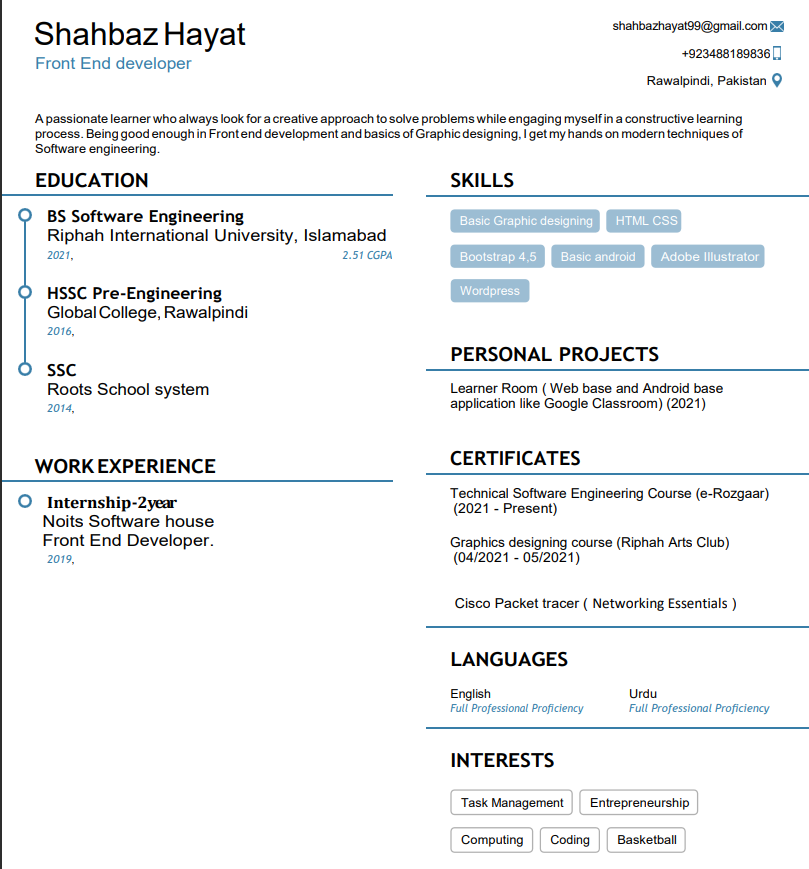 Shahbaz Hayat
Front End developer
shahbazhayat99@gmail.com
+923488189836
Rawalpindi, Pakistan
A passionate learner who always look for a creative approach to solve problems while engaging myself in a constructive learning
process. Being good enough in Front end development and basics of Graphic designing, I get my hands on modern techniques of
Software engineering.
EDUCATION
BS Software Engineering
Riphah International University, Islamabad
2021, 2.51 CGPA
HSSC Pre-Engineering
Global College, Rawalpindi
2016,
SSC
Roots School system
2014,
WORK EXPERIENCE
Internship-2year
Noits Software house
Front End Developer.
2019,
SKILLS
Basic Graphic designing HTML CSS
Bootstrap 4,5 Basic android Adobe Illustrator
Wordpress
PERSONAL PROJECTS
Learner Room ( Web base and Android base
application like Google Classroom) (2021)
CERTIFICATES
Technical Software Engineering Course (e-Rozgaar)
(2021 - Present)
Graphics designing course (Riphah Arts Club)
(04/2021 - 05/2021)
Cisco Packet tracer ( Networking Essentials )
LANGUAGES
English Urdu
Full Professional Proficiency Full Professional Proficiency
INTERESTS
Task Management Entrepreneurship
Computing Coding Basketball